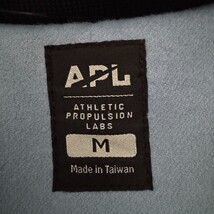 APL
ATHLETIC
PROPULSION
LABS
M
Made in Taiwan